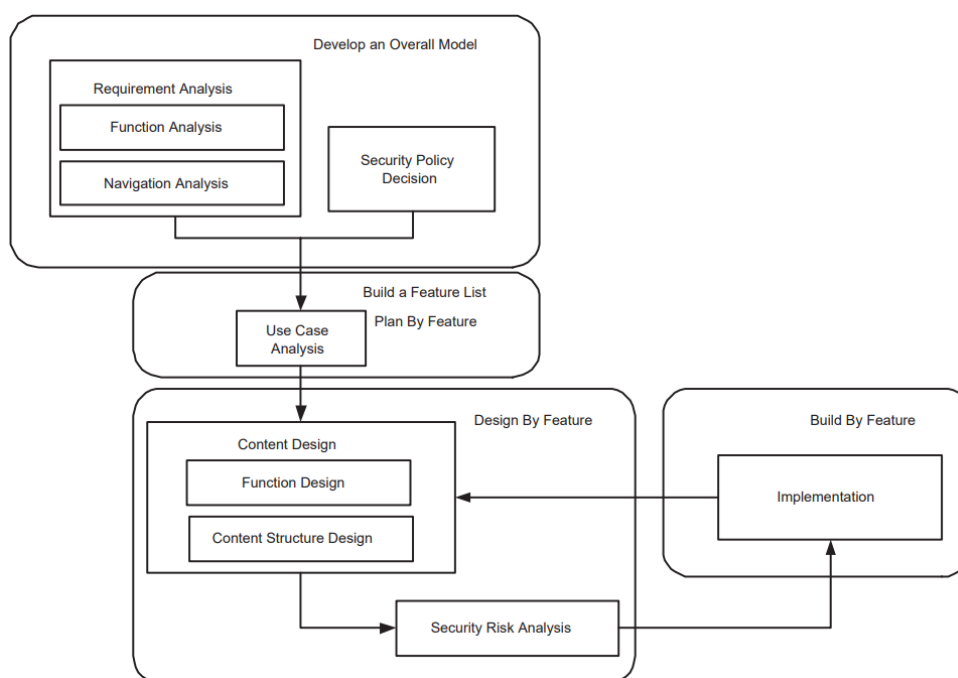 Develop an Overall Model
Requirement Analysis
Function Analysis
Navigation Analysis
Security Policy
Decision
Build a Feature List
Plan By Feature
Use Case
Analysis
Design By Feature
Content Design
Function Design
Content Structure Design
Security Risk Analysis
Build By Feature
Implementation